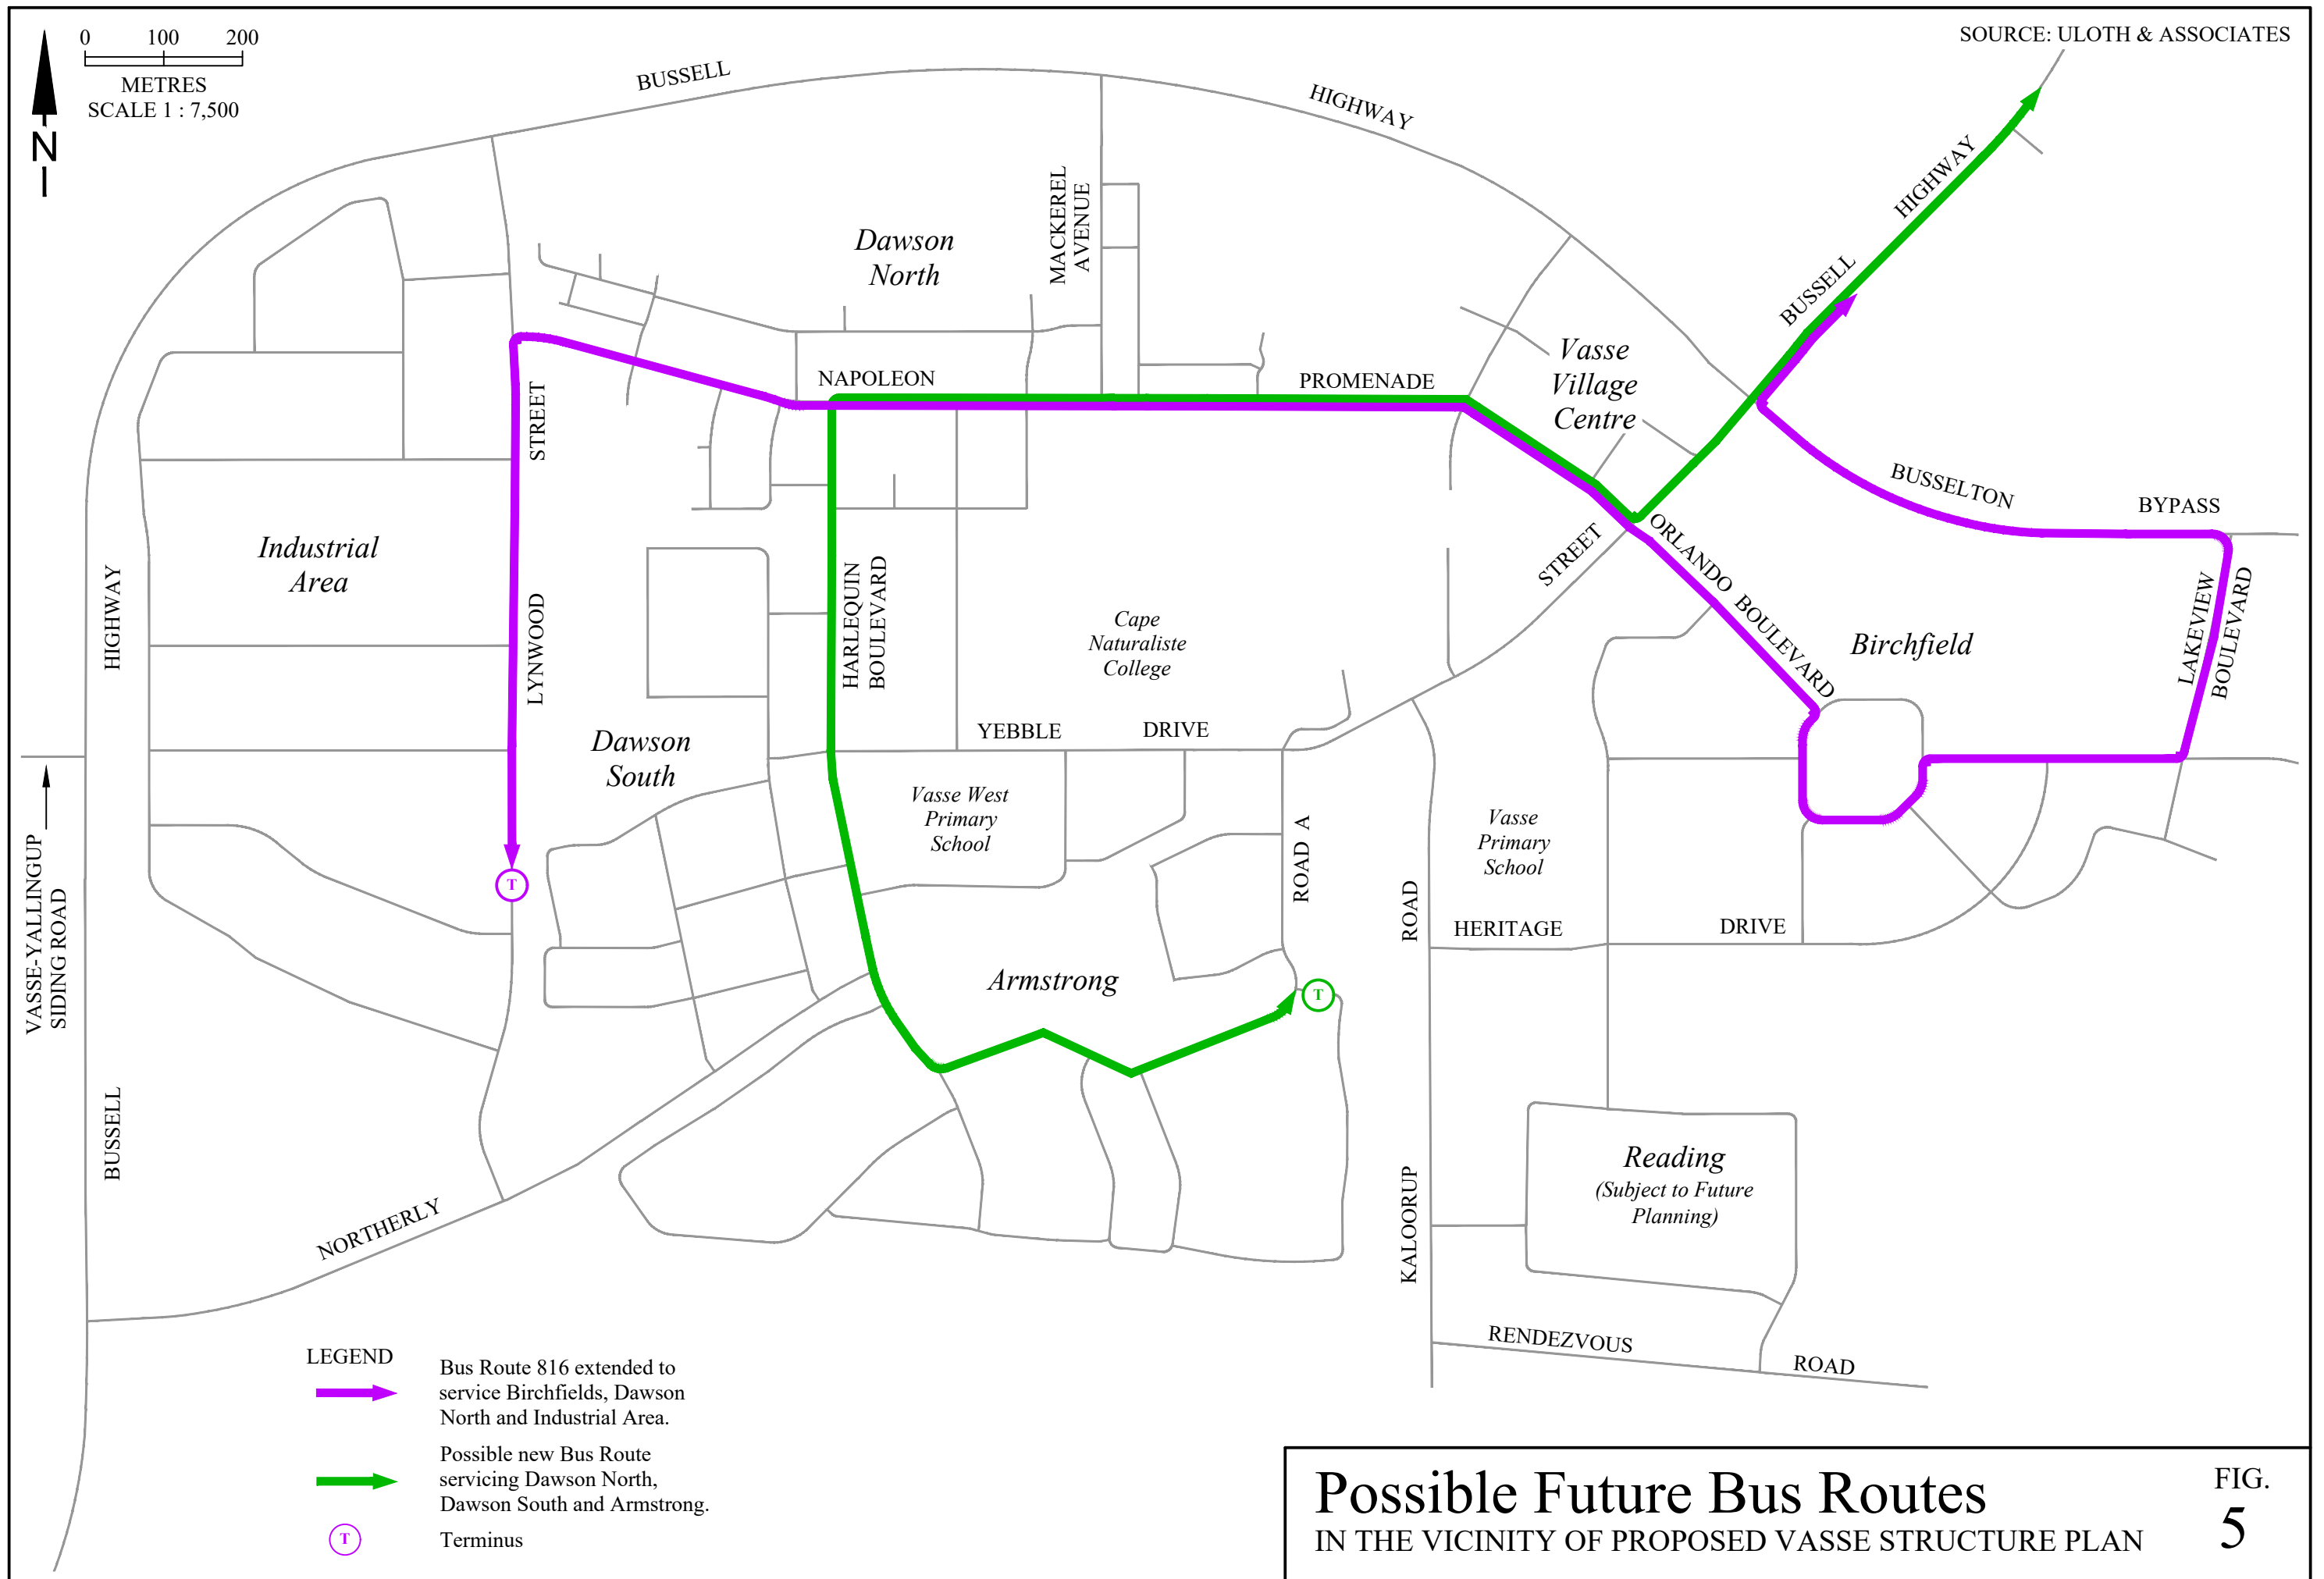 SOURCE: ULOTH & ASSOCIATES
0 100 200
METRES
SCALE 1 : 7,500
N
BUSSELL
HIGHWAY
MACKEREL
AVENUE
Dawson
North
HIGHWAY
BUSSELL
Vasse
Village
Centre
NAPOLEON
PROMENADE
STREET
LYNWOOD
BUSSELTON
BYPASS
Industrial
Area
HIGHWAY
HARLEQUIN
BOULEVARD
STREET
ORLANDO BOULEVARD
Cape
Naturaliste
College
Birchfield
LAKEVIEW
BOULEVARD
YEBBLE
DRIVE
Dawson
South
Vasse West
Primary
School
ROAD A
Vasse
Primary
School
VASSE-YALLINGUP
SIDING ROAD
T
ROAD
HERITAGE
DRIVE
Armstrong
T
BUSSELL
NORTHERLY
KALOORUP
Reading
(Subject to Future
Planning)
RENDEZVOUS
ROAD
LEGEND
Bus Route 816 extended to
service Birchfields, Dawson
North and Industrial Area.
Possible new Bus Route
servicing Dawson North,
Dawson South and Armstrong.
T
Terminus
Possible Future Bus Routes
IN THE VICINITY OF PROPOSED VASSE STRUCTURE PLAN
FIG.
5